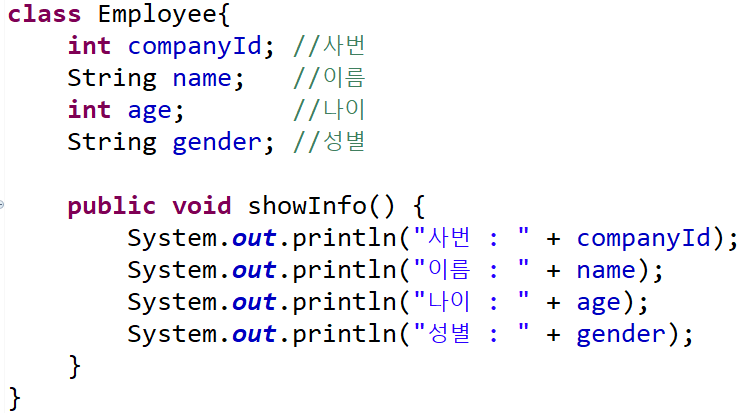 class Employee{
    int companyId; //사번
    String name;   //이름
    int age;       //나이
    String gender; //성별
    public void showInfo() {
        System.out.println("사번 : " + companyId);
        System.out.println("이름 : " + name);
        System.out.println("나이 : " + age);
        System.out.println("성별 : " + gender);
    }
}